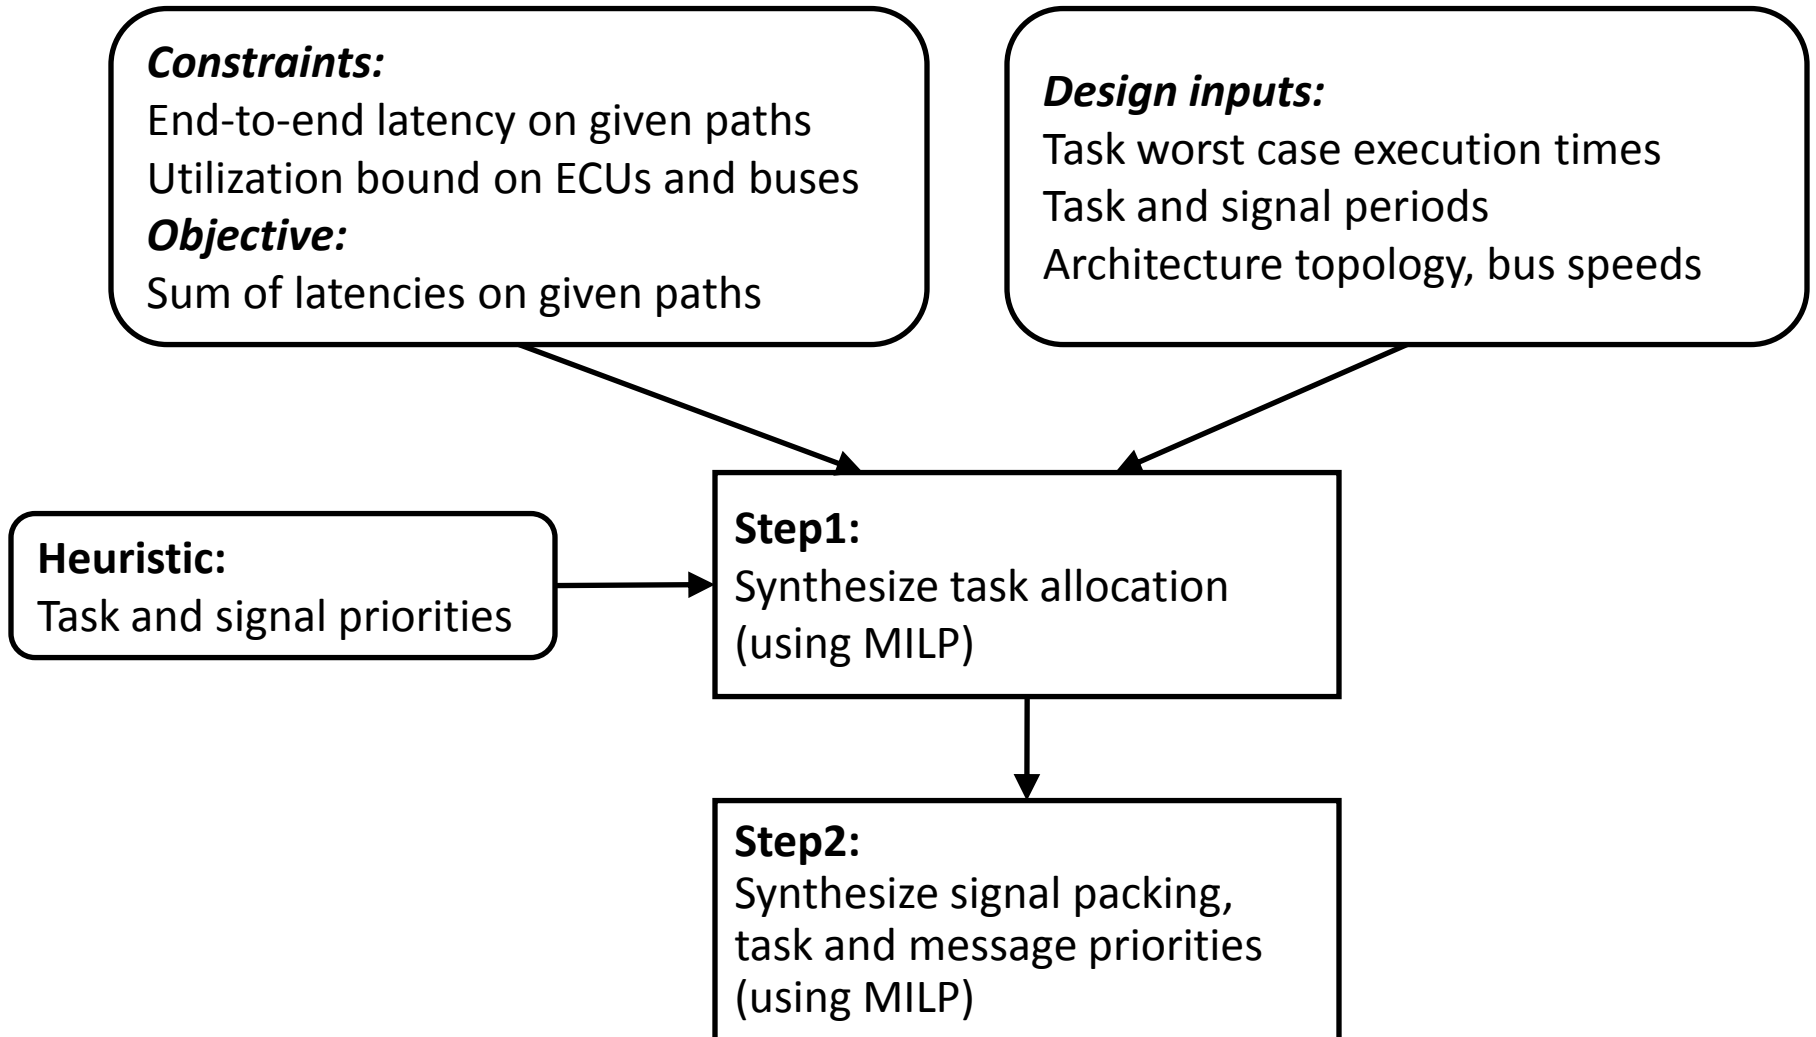 Constraints:
End-to-end latency on given paths
Utilization bound on ECUs and buses
Objective:
Sum of latencies on given paths
Design inputs:
Task worst case execution times
Task and signal periods
Architecture topology, bus speeds
Heuristic:
Task and signal priorities
Step1:
Synthesize task allocation
(using MILP)
Step2:
Synthesize signal packing,
task and message priorities
(using MILP)